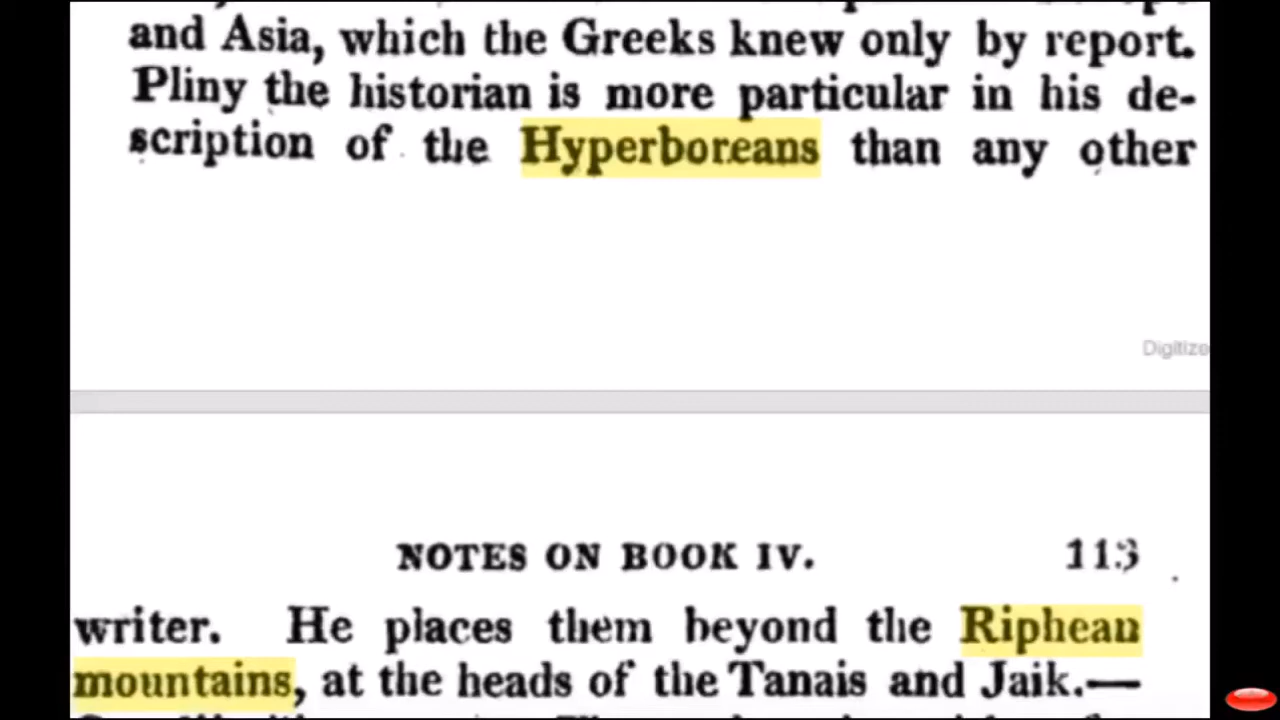 and Asia, which the Greeks knew only by report.
Pliny the historian is more particular in his de-
scription of the Hyperboreans than any other
Digitize
NOTES ON BOOK IV. 113
writer. He places them beyond the Riphean
mountains, at the heads of the Tanais and Jaik.—